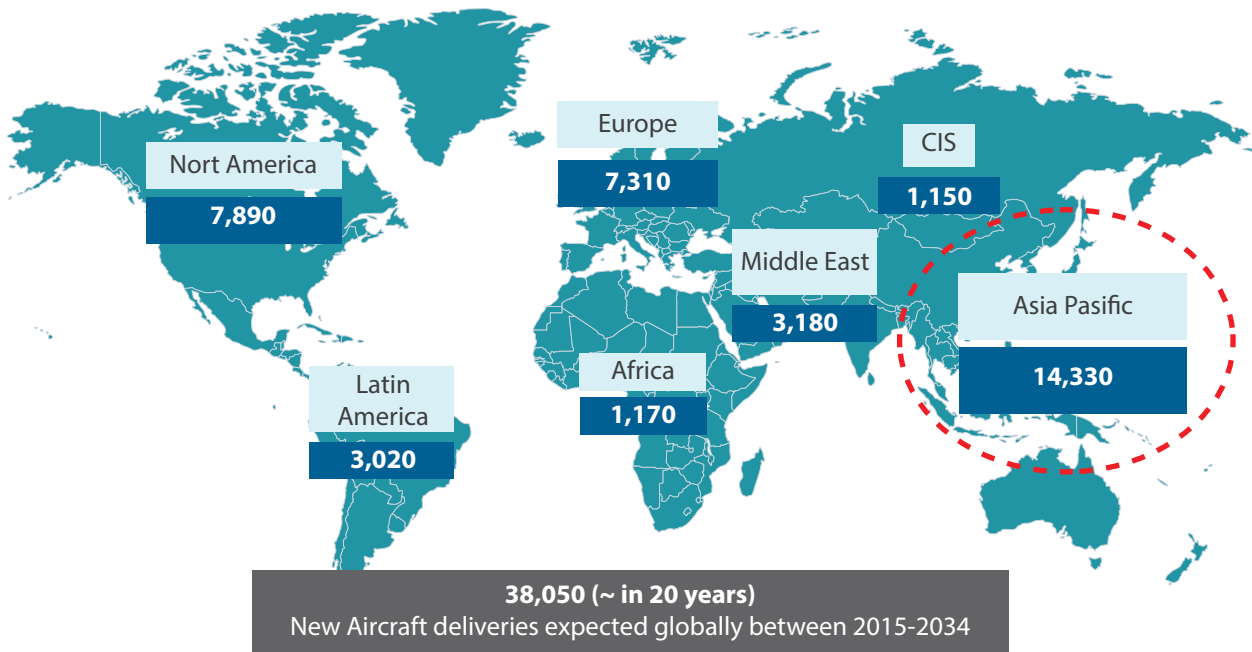 Nort America
7,890
Europe
7,310
CIS
1,150
Middle East
3,180
Asia Pasific
14,330
Latin
America
3,020
Africa
1,170
38,050 (~ in 20 years)
New Aircraft deliveries expected globally between 2015-2034